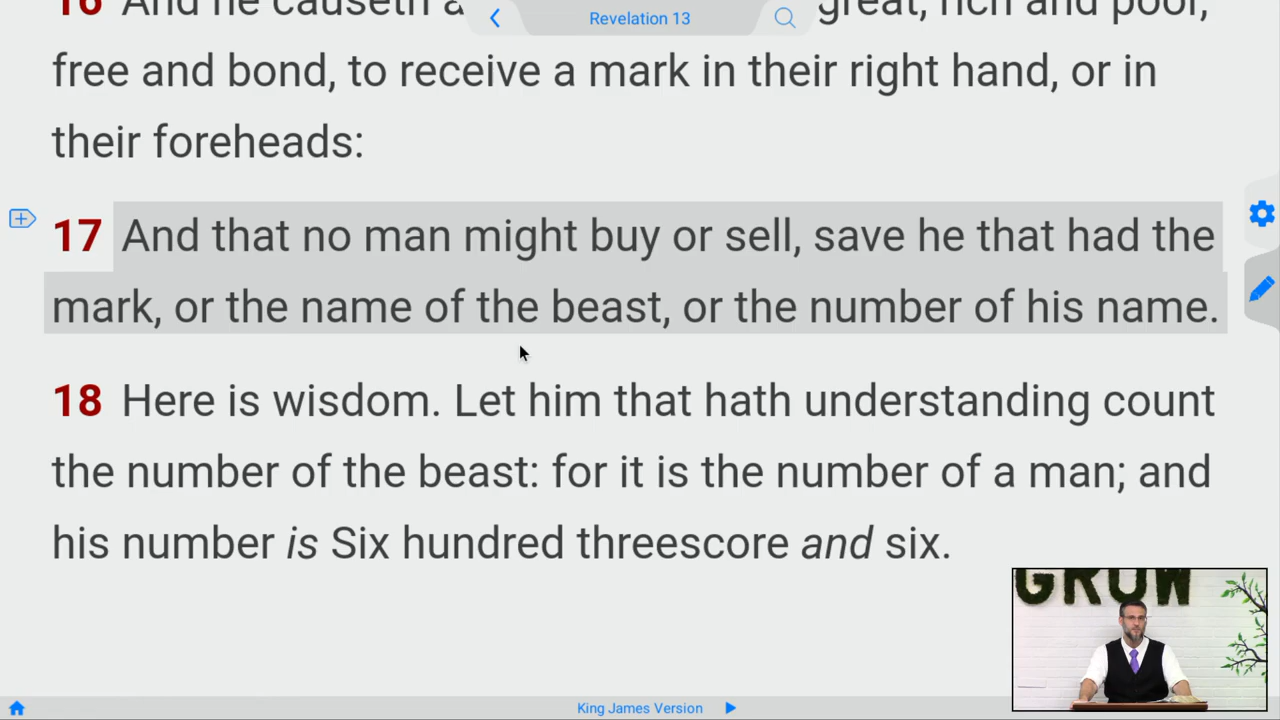 Revelation 13
great, rich and poor,
free and bond, to receive a mark in their right hand, or in
their foreheads:
17 And that no man might buy or sell, save he that had the
mark, or the name of the beast, or the number of his name.
18 Here is wisdom. Let him that hath understanding count
the number of the beast: for it is the number of a man; and
his number is Six hundred threescore and six.
GROW
King James Version